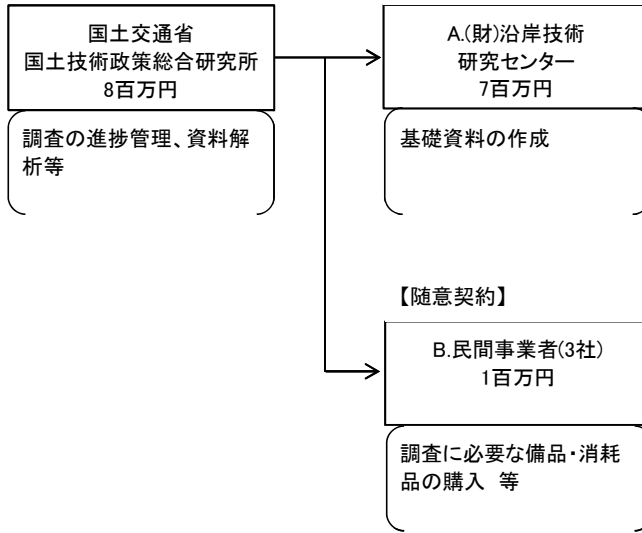 国土交通省
国土技術政策総合研究所
8百万円
調査の進捗管理、資料解
析等
A.(財)沿岸技術
研究センター
7百万円
基礎資料の作成
【随意契約】
B.民間事業者(3社)
1百万円
調査に必要な備品・消耗
品の購入 等